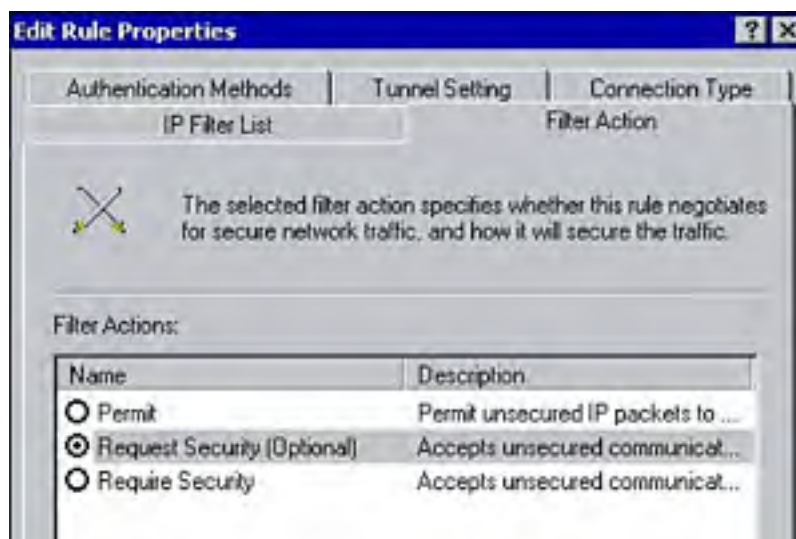 Edit Rule Properties
Authentication Methods Tunnel Setting Connection Type
IP Filter List Filter Action
The selected filter action specifies whether this rule negotiates
for secure network traffic, and how it will secure the traffic.
Filter Actions:
Name Description
Permit Permit unsecured IP packets to ...
Request Security (Optional) Accepts unsecured communicat...
Require Security Accepts unsecured communicat...